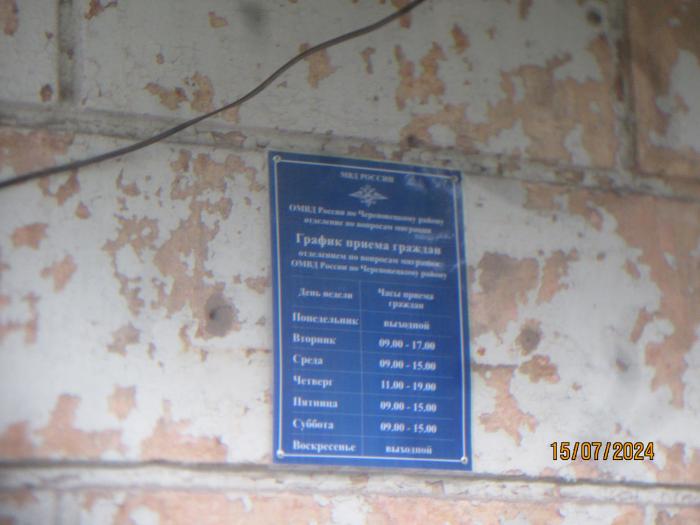 МВД РОССИИ
ОМВД России по Череповецкому району
отделение по вопросам миграции
График приема граждан
отделением по вопросам миграции
ОМВД России по Череповецкому району
День недели Часы приема граждан
Понедельник выходной
Вторник 09.00 - 17.00
Среда 09.00 - 15.00
Четверг 11.00 - 19.00
Пятница 09.00 - 15.00
Суббота 09.00 - 15.00
Воскресенье выходной
15/07/2024